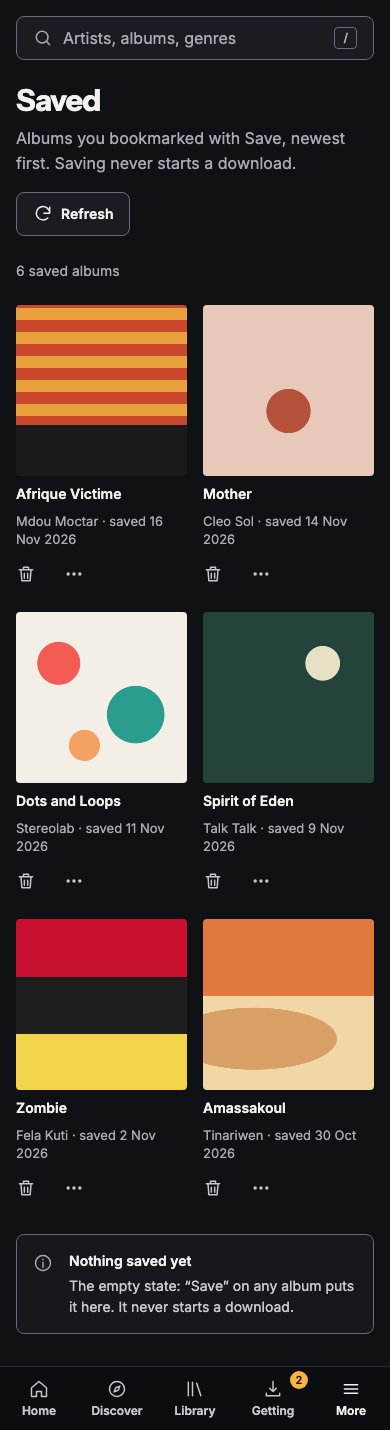 Artists, albums, genres /
Saved
Albums you bookmarked with Save, newest
first. Saving never starts a download.
Refresh
6 saved albums
Afrique Victime
Mdou Moctar · saved 16
Nov 2026
Mother
Cleo Sol · saved 14 Nov
2026
Dots and Loops
Stereolab · saved 11 Nov
2026
Spirit of Eden
Talk Talk · saved 9 Nov
2026
Zombie
Fela Kuti · saved 2 Nov
2026
Amassakoul
Tinariwen · saved 30 Oct
2026
Nothing saved yet
The empty state: “Save” on any album puts
it here. It never starts a download.
2
Home
Discover
Library
Getting
More